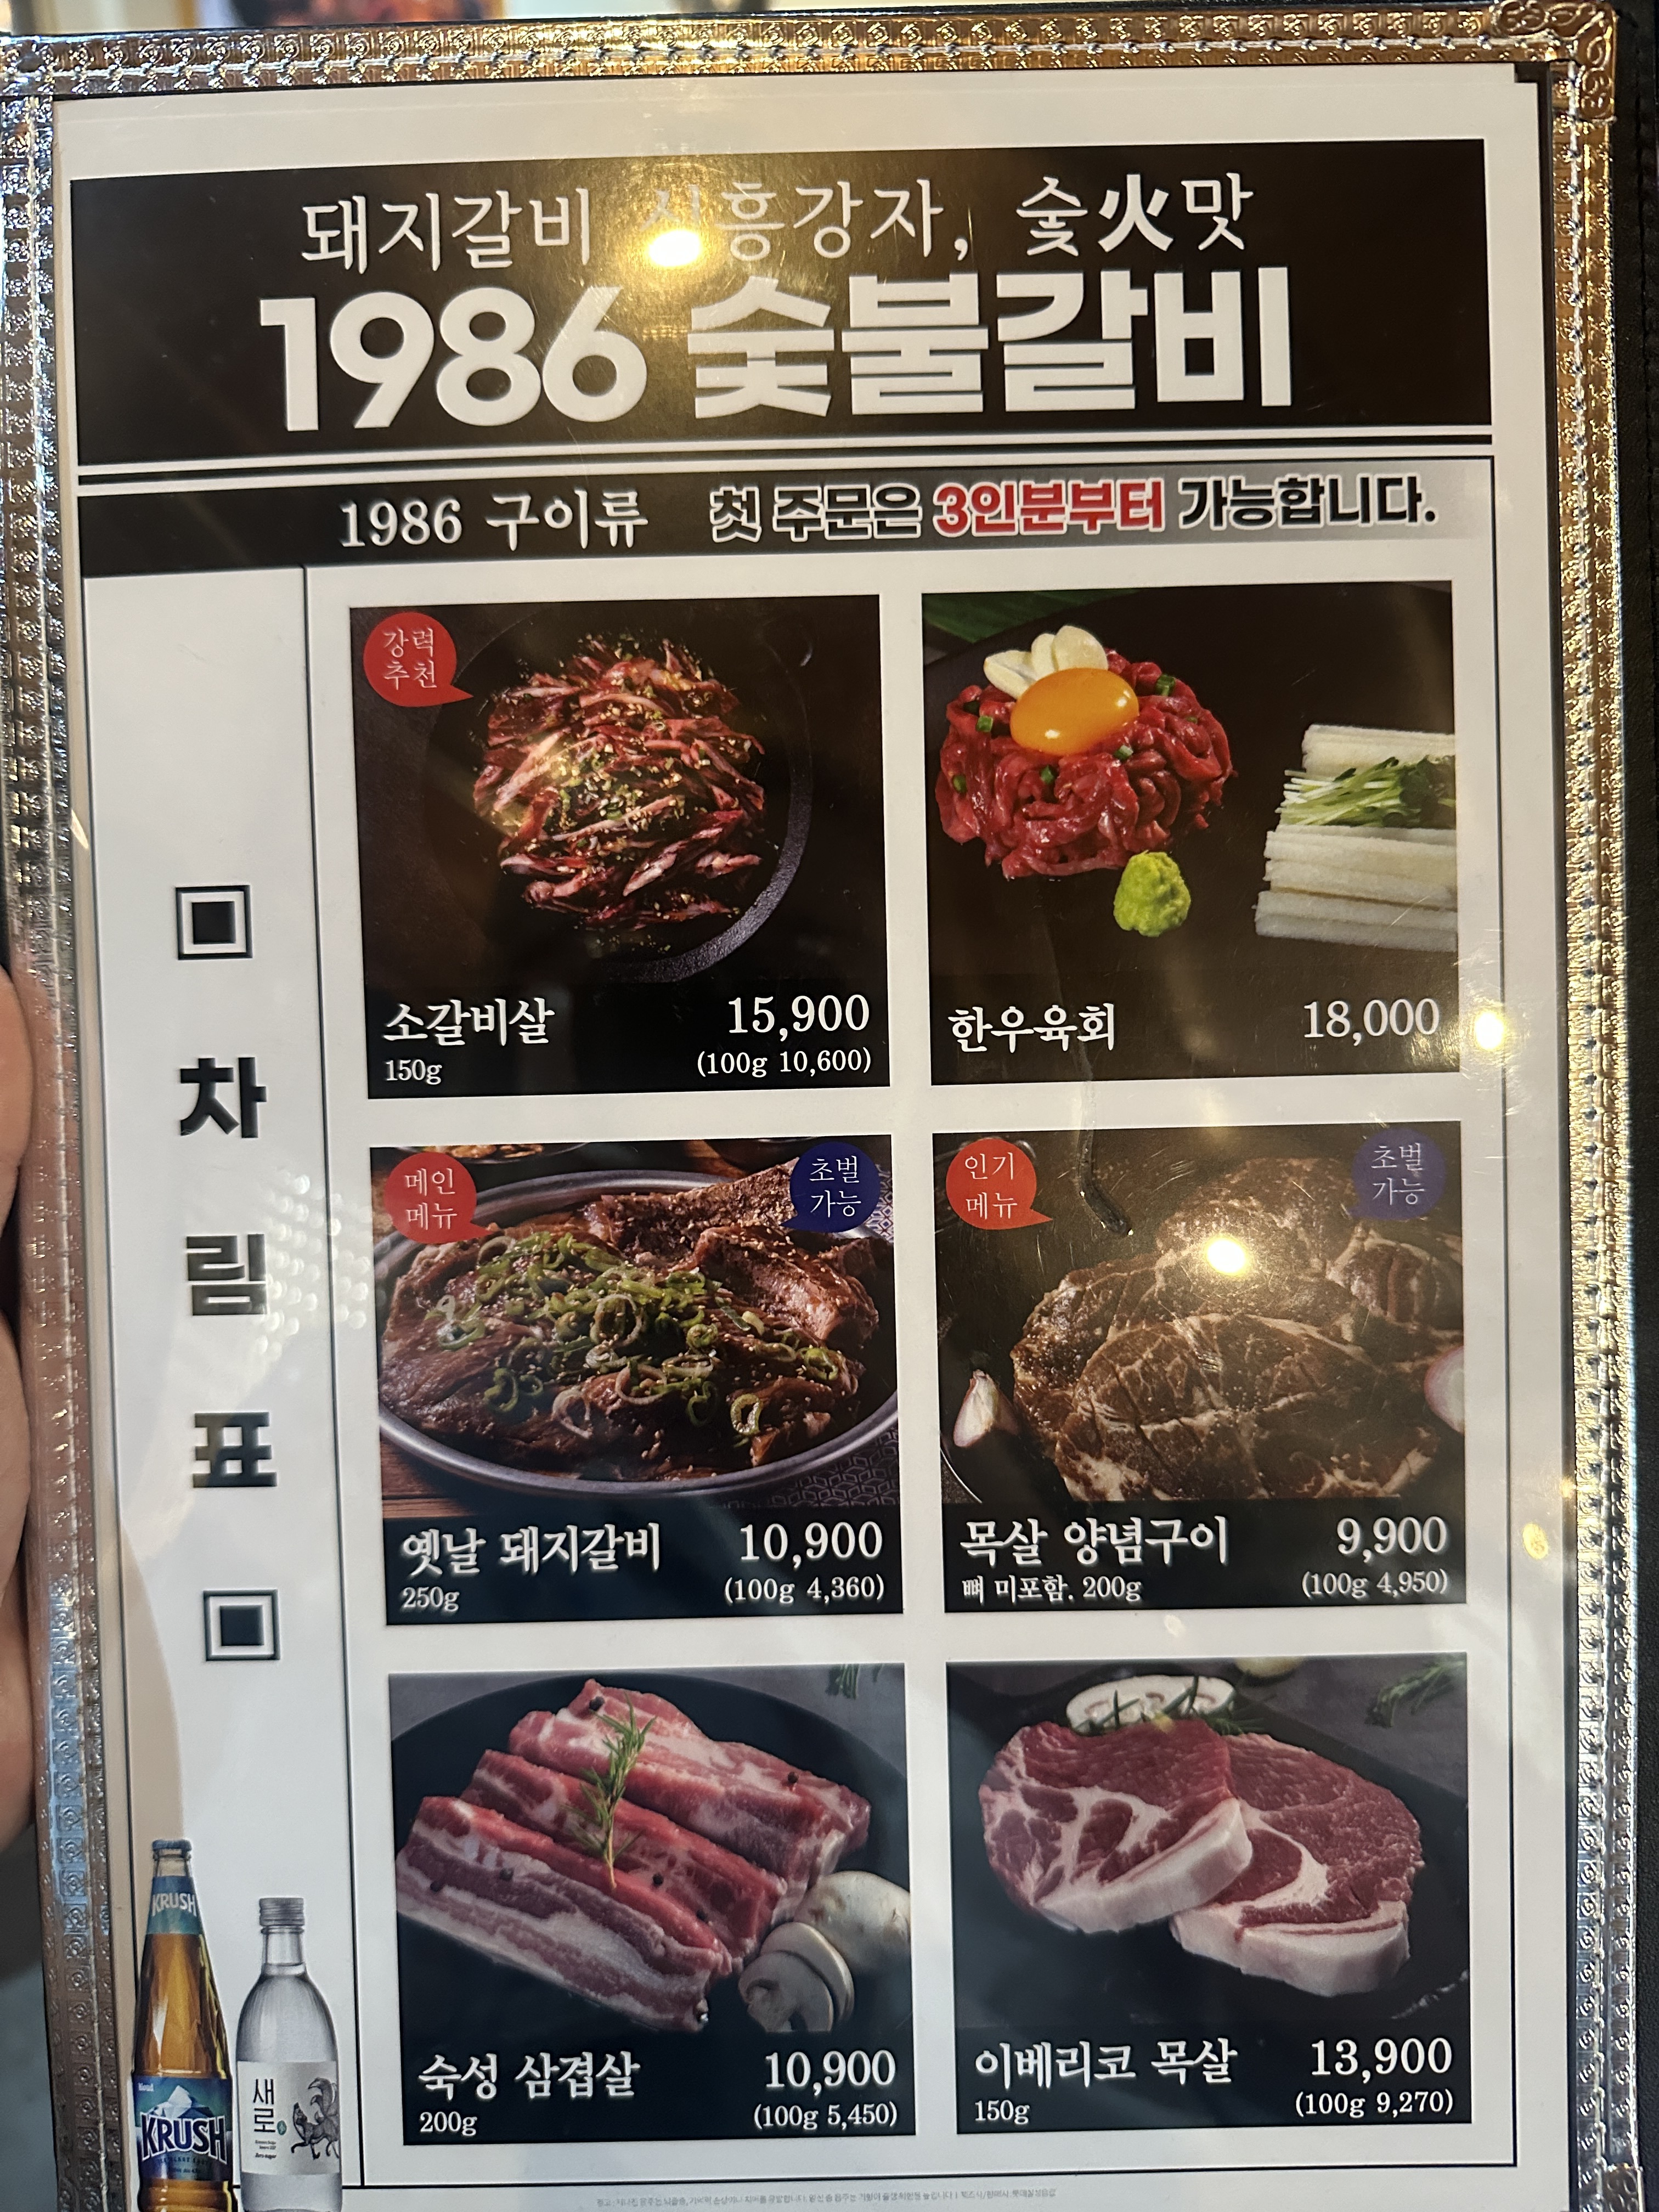 돼지갈비 신흥강자, 숯火맛
1986 숯불갈비
1986 구이류 첫 주문은 3인분부터 가능합니다.
차
림
표
강력
추천
소갈비살 15,900
150g (100g 10,600)
한우육회 18,000
메인
메뉴
초벌
가능
옛날 돼지갈비 10,900
250g (100g 4,360)
인기
메뉴
초벌
가능
목살 양념구이 9,900
뼈 미포함. 200g (100g 4,950)
숙성 삼겹살 10,900
200g (100g 5,450)
이베리코 목살 13,900
150g (100g 9,270)
KRUSH
KRUSH
새
로